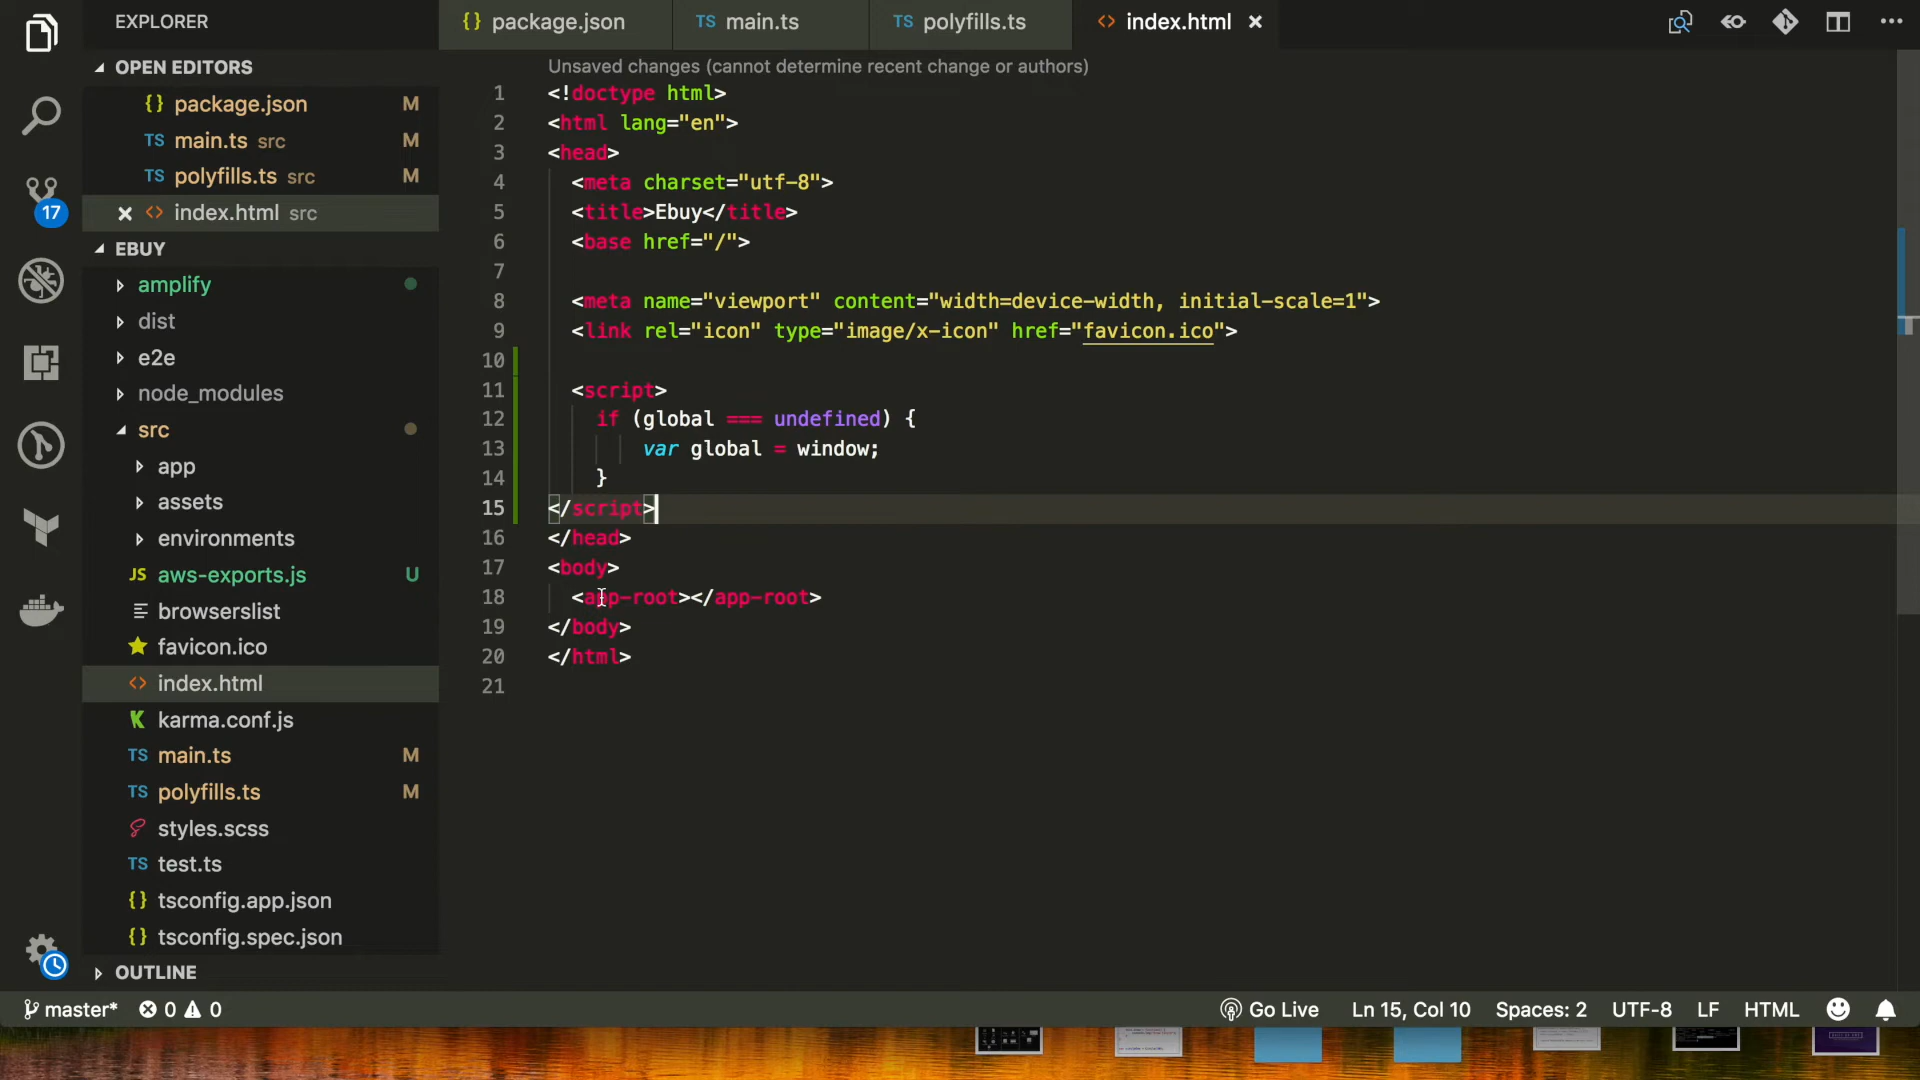 EXPLORER
OPEN EDITORS
{} package.json M
TS main.ts src M
TS polyfills.ts src M
<> index.html src
EBUY
amplify
dist
e2e
node_modules
src
app
assets
environments
JS aws-exports.js U
browserslist
favicon.ico
<> index.html
K karma.conf.js
TS main.ts M
TS polyfills.ts M
styles.scss
TS test.ts
{} tsconfig.app.json
{} tsconfig.spec.json
OUTLINE
17
{} package.json
TS main.ts
TS polyfills.ts
<> index.html
Unsaved changes (cannot determine recent change or authors)
1 <!doctype html>
2 <html lang="en">
3 <head>
4 <meta charset="utf-8">
5 <title>Ebuy</title>
6 <base href="/">
7
8 <meta name="viewport" content="width=device-width, initial-scale=1">
9 <link rel="icon" type="image/x-icon" href="favicon.ico">
10
11 <script>
12 if (global === undefined) {
13 var global = window;
14 }
15 </script>
16 </head>
17 <body>
18 <app-root></app-root>
19 </body>
20 </html>
21
master* 0 0
Go Live Ln 15, Col 10 Spaces: 2 UTF-8 LF HTML